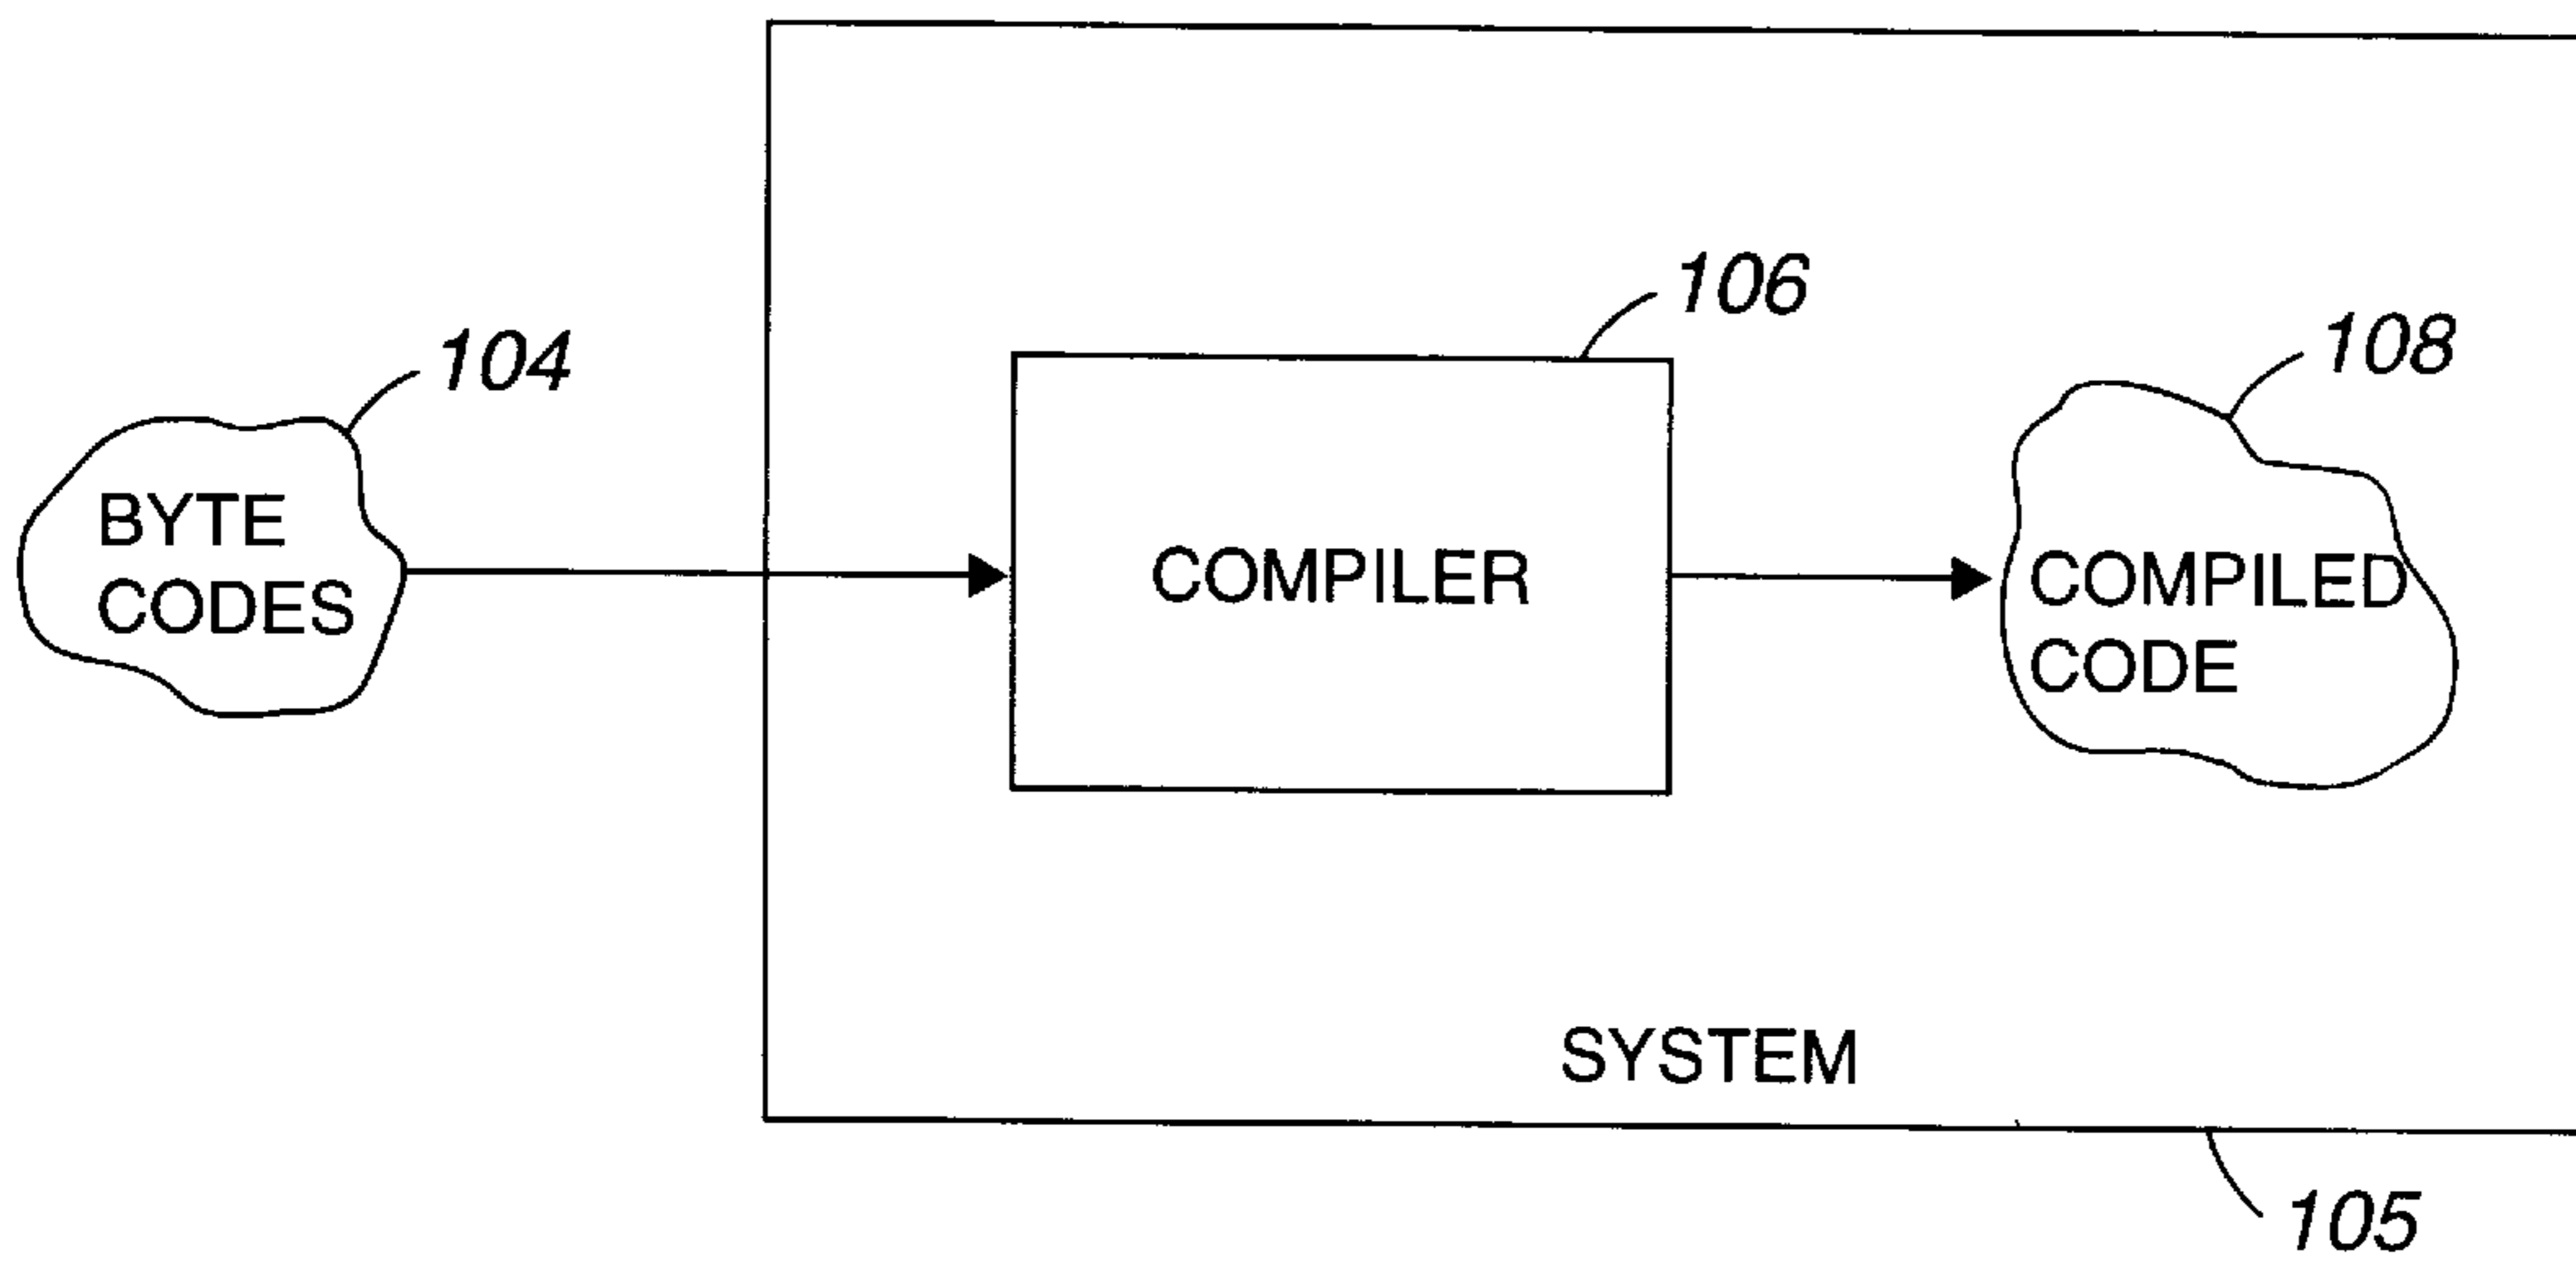 106
108
104
BYTE
CODES
COMPILER
COMPILED
CODE
SYSTEM
105